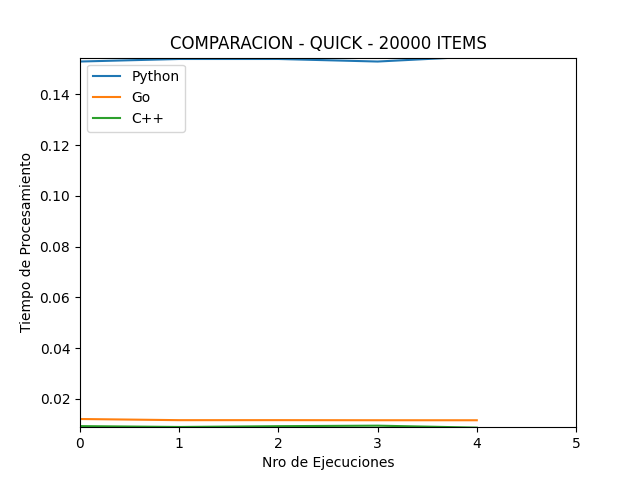 COMPARACION - QUICK - 20000 ITEMS
Python
Go
C++
0.14
0.12
0.10
0.08
0.06
0.04
0.02
Tiempo de Procesamiento
0 1 2 3 4 5
Nro de Ejecuciones